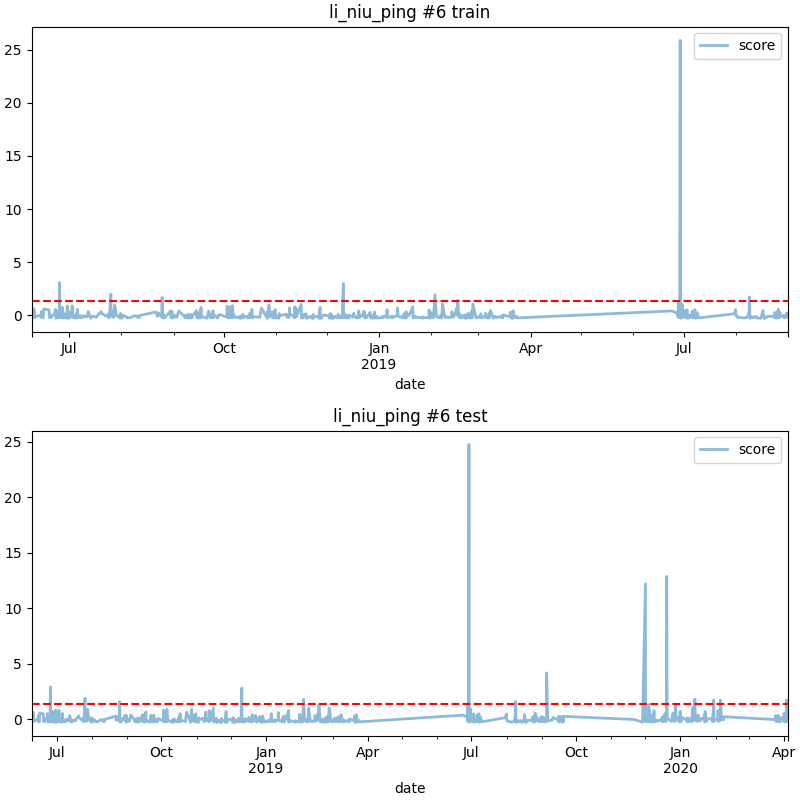 li_niu_ping #6 train
score
25
20
15
10
5
0
Jul Oct Jan Apr Jul
2019
date
li_niu_ping #6 test
score
25
20
15
10
5
0
Jul Oct Jan Apr Jul Oct Jan Apr
2019 2020
date